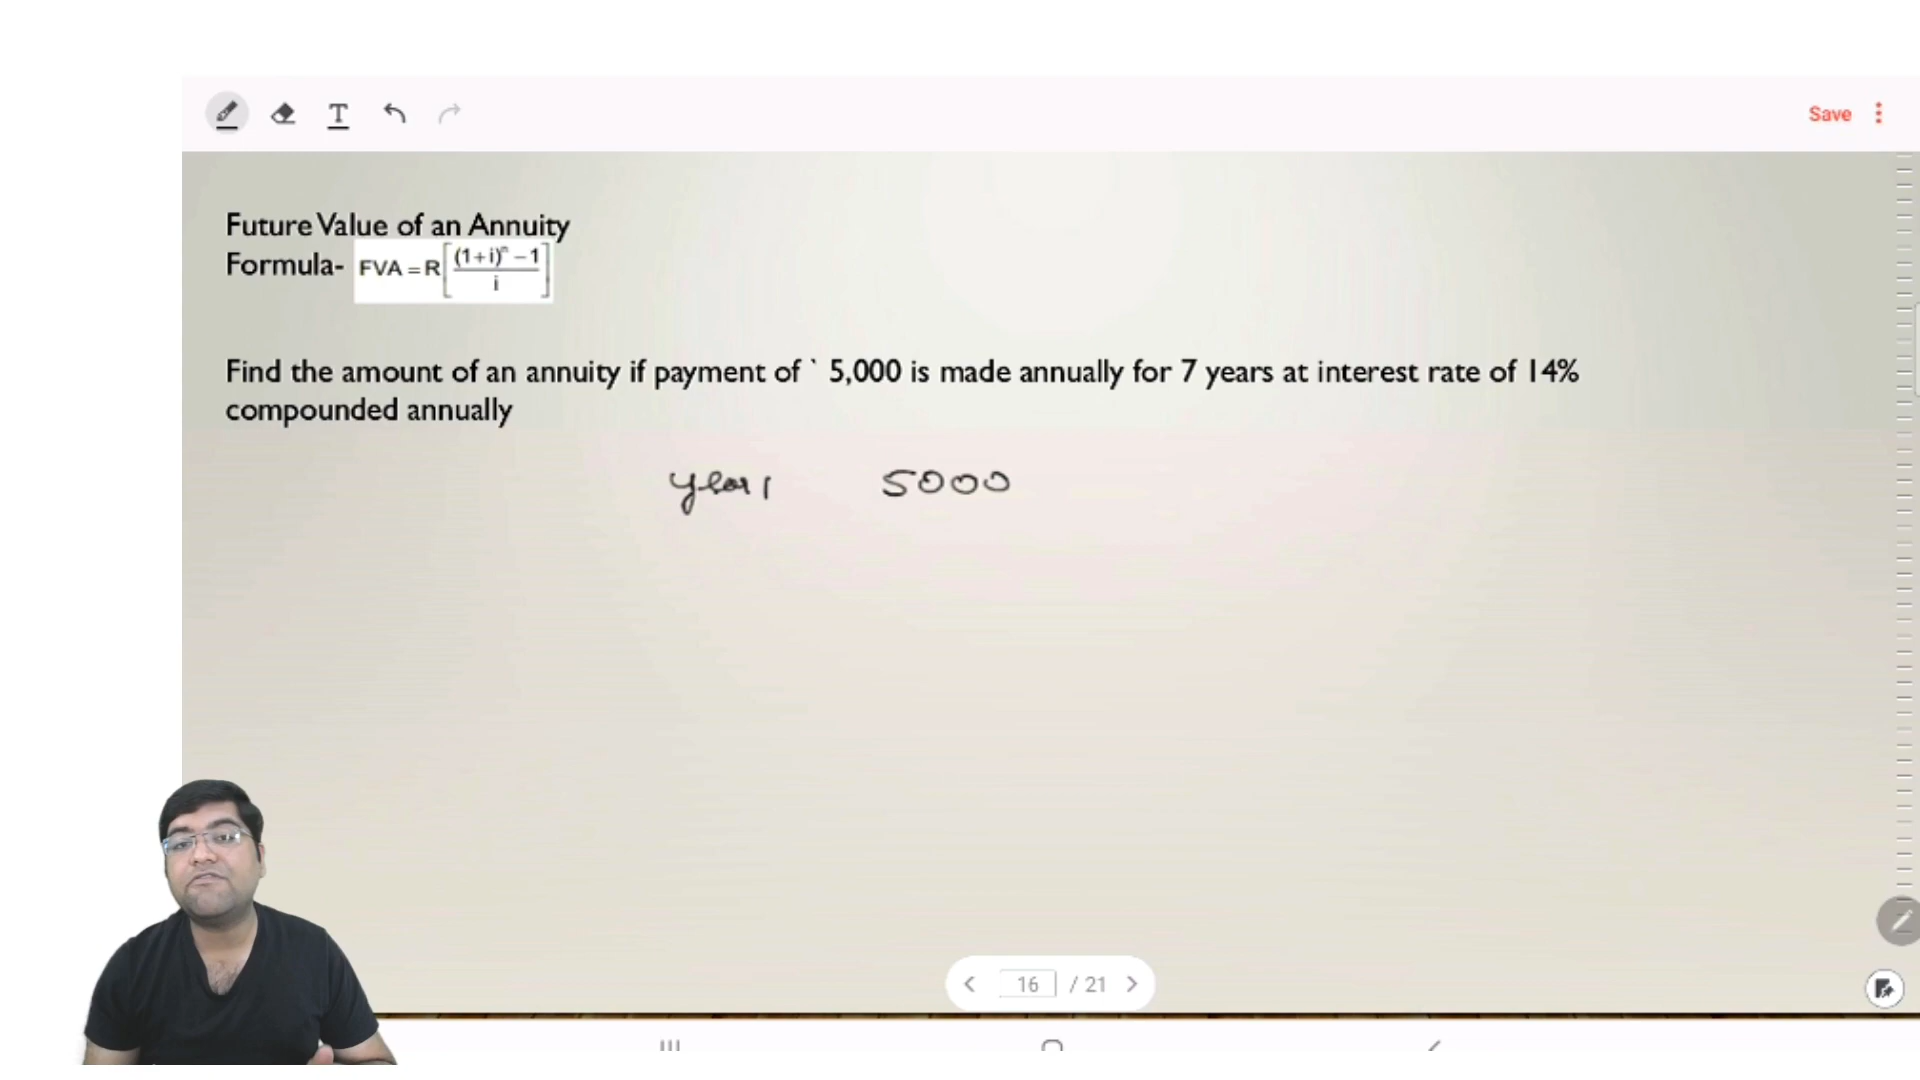 Save
Future Value of an Annuity
Formula- FVA = R[((1+i)ⁿ − 1)/i]
Find the amount of an annuity if payment of ` 5,000 is made annually for 7 years at interest rate of 14%
compounded annually
year 1 5000
16 / 21